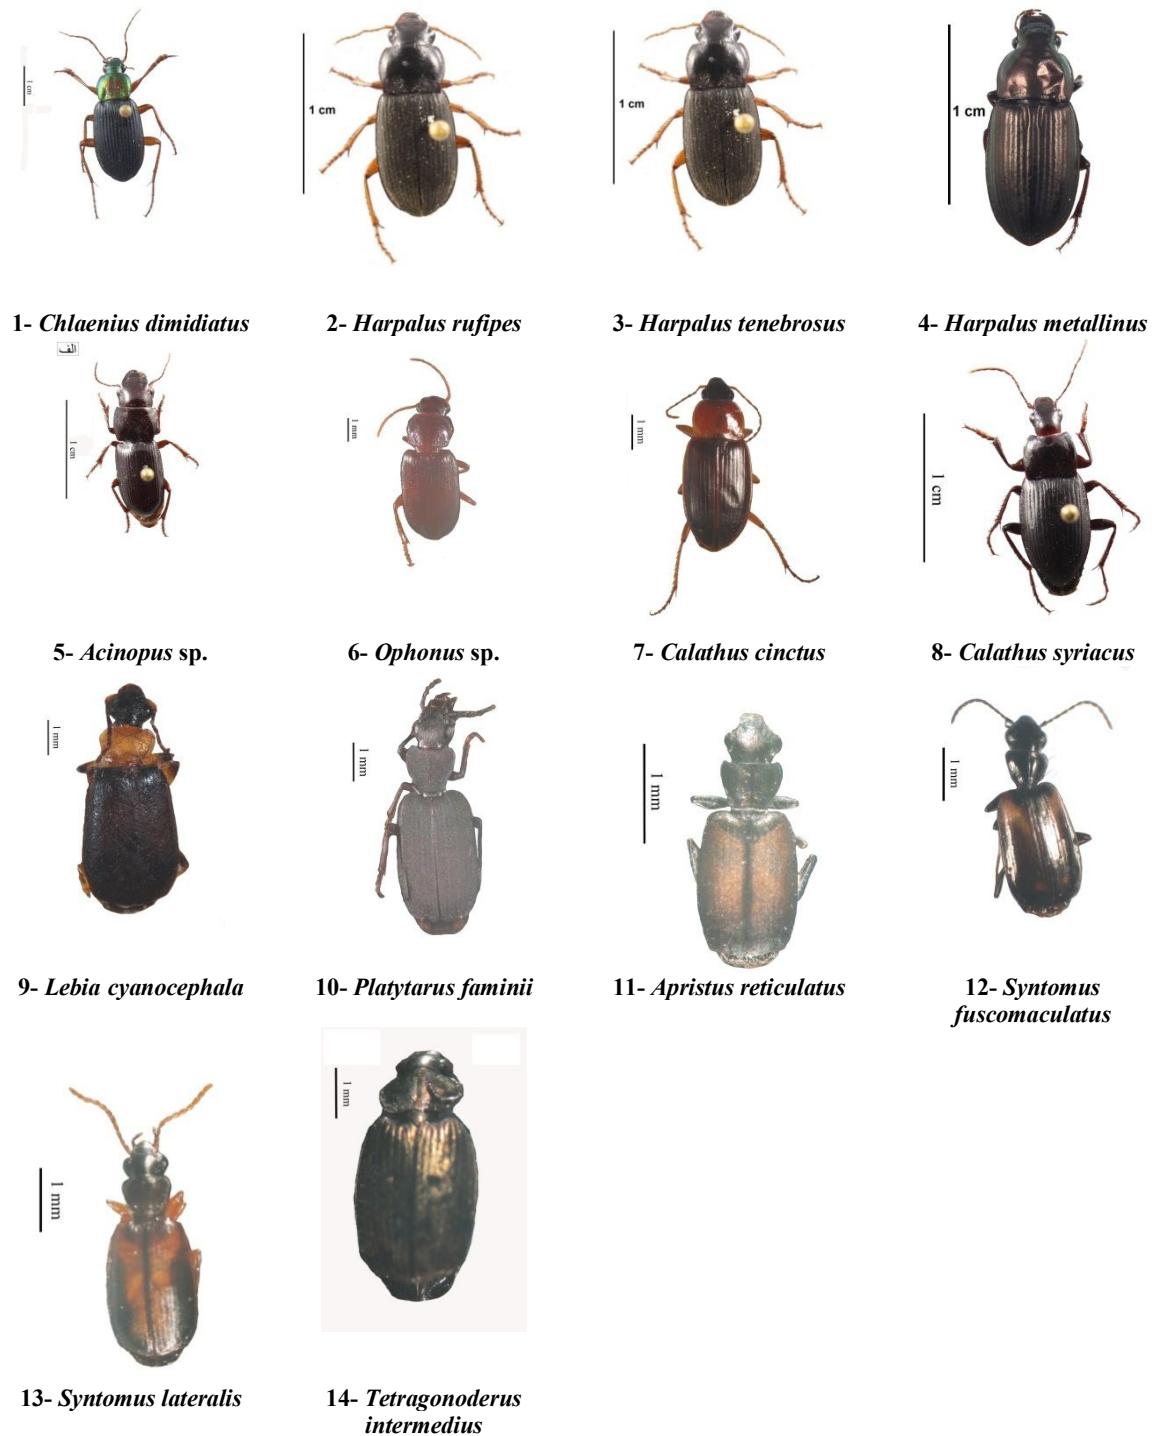 1 cm
1 cm
1 cm
1 cm
1- Chlaenius dimidiatus
2- Harpalus rufipes
3- Harpalus tenebrosus
4- Harpalus metallinus
الف
1 cm
1 mm
1 mm
1 cm
5- Acinopus sp.
6- Ophonus sp.
7- Calathus cinctus
8- Calathus syriacus
1 mm
1 mm
1 mm
1 mm
9- Lebia cyanocephala
10- Platytarus faminii
11- Apristus reticulatus
12- Syntomus
fuscomaculatus
1 mm
1 mm
13- Syntomus lateralis
14- Tetragonoderus
intermedius